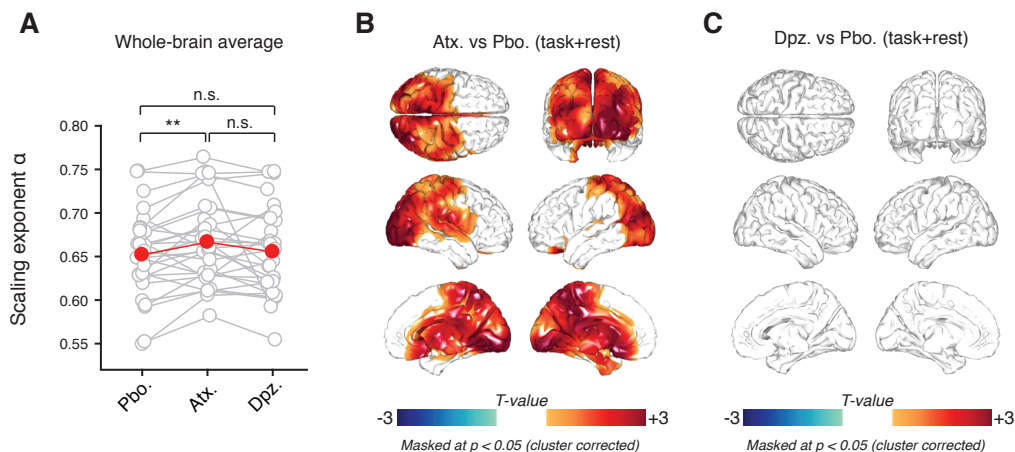 A
Whole-brain average
n.s.
** n.s.
Scaling exponent α
0.80
0.75
0.70
0.65
0.60
0.55
Pbo. Atx. Dpz.
B
Atx. vs Pbo. (task+rest)
T-value
-3 +3
Masked at p < 0.05 (cluster corrected)
C
Dpz. vs Pbo. (task+rest)
T-value
-3 +3
Masked at p < 0.05 (cluster corrected)